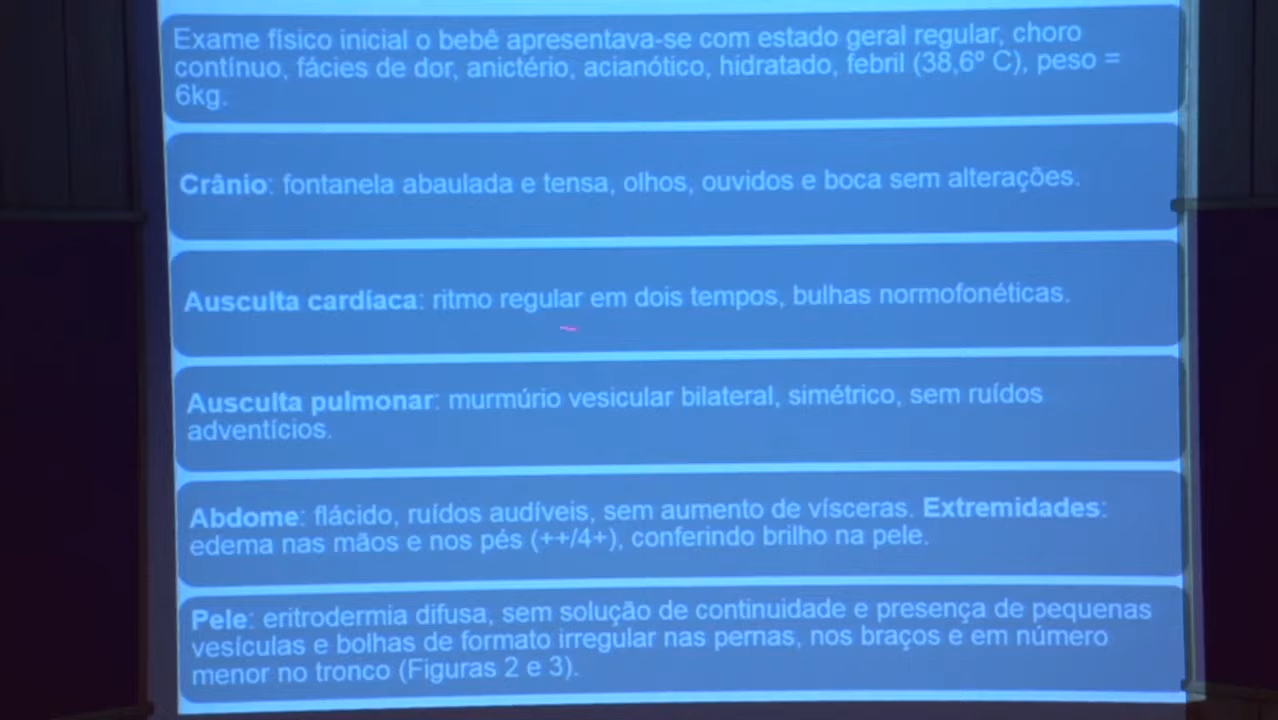 Exame físico inicial o bebê apresentava-se com estado geral regular, choro
contínuo, fácies de dor, anictério, acianótico, hidratado, febril (38,6º C), peso =
6kg.
Crânio: fontanela abaulada e tensa, olhos, ouvidos e boca sem alterações.
Ausculta cardíaca: ritmo regular em dois tempos, bulhas normofonéticas.
Ausculta pulmonar: murmúrio vesicular bilateral, simétrico, sem ruídos
adventícios.
Abdome: flácido, ruídos audíveis, sem aumento de vísceras. Extremidades:
edema nas mãos e nos pés (++/4+), conferindo brilho na pele.
Pele: eritrodermia difusa, sem solução de continuidade e presença de pequenas
vesículas e bolhas de formato irregular nas pernas, nos braços e em número
menor no tronco (Figuras 2 e 3).